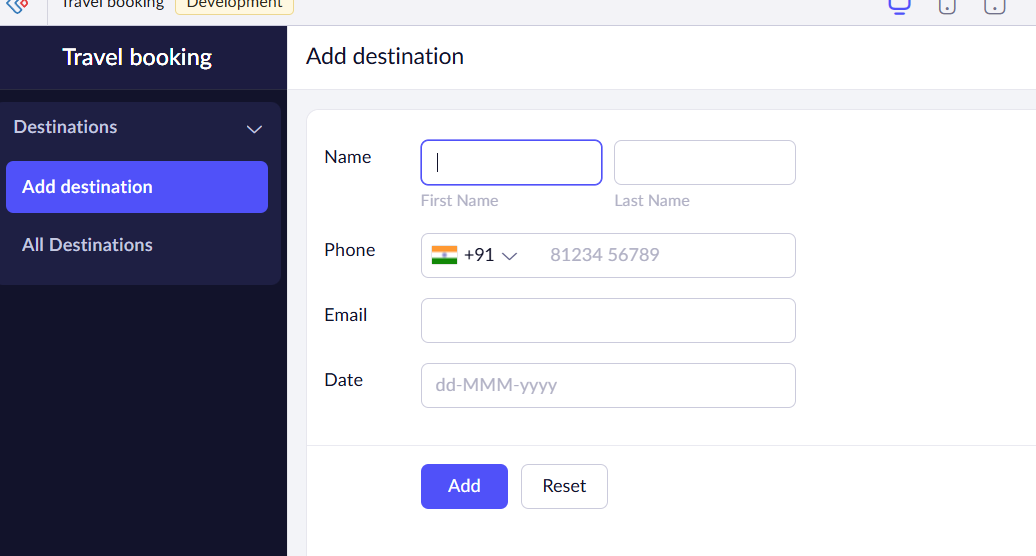 Travel booking Development
Travel booking
Add destination
Destinations
Add destination
All Destinations
Name
First Name Last Name
Phone +91 81234 56789
Email
Date dd-MMM-yyyy
Add Reset